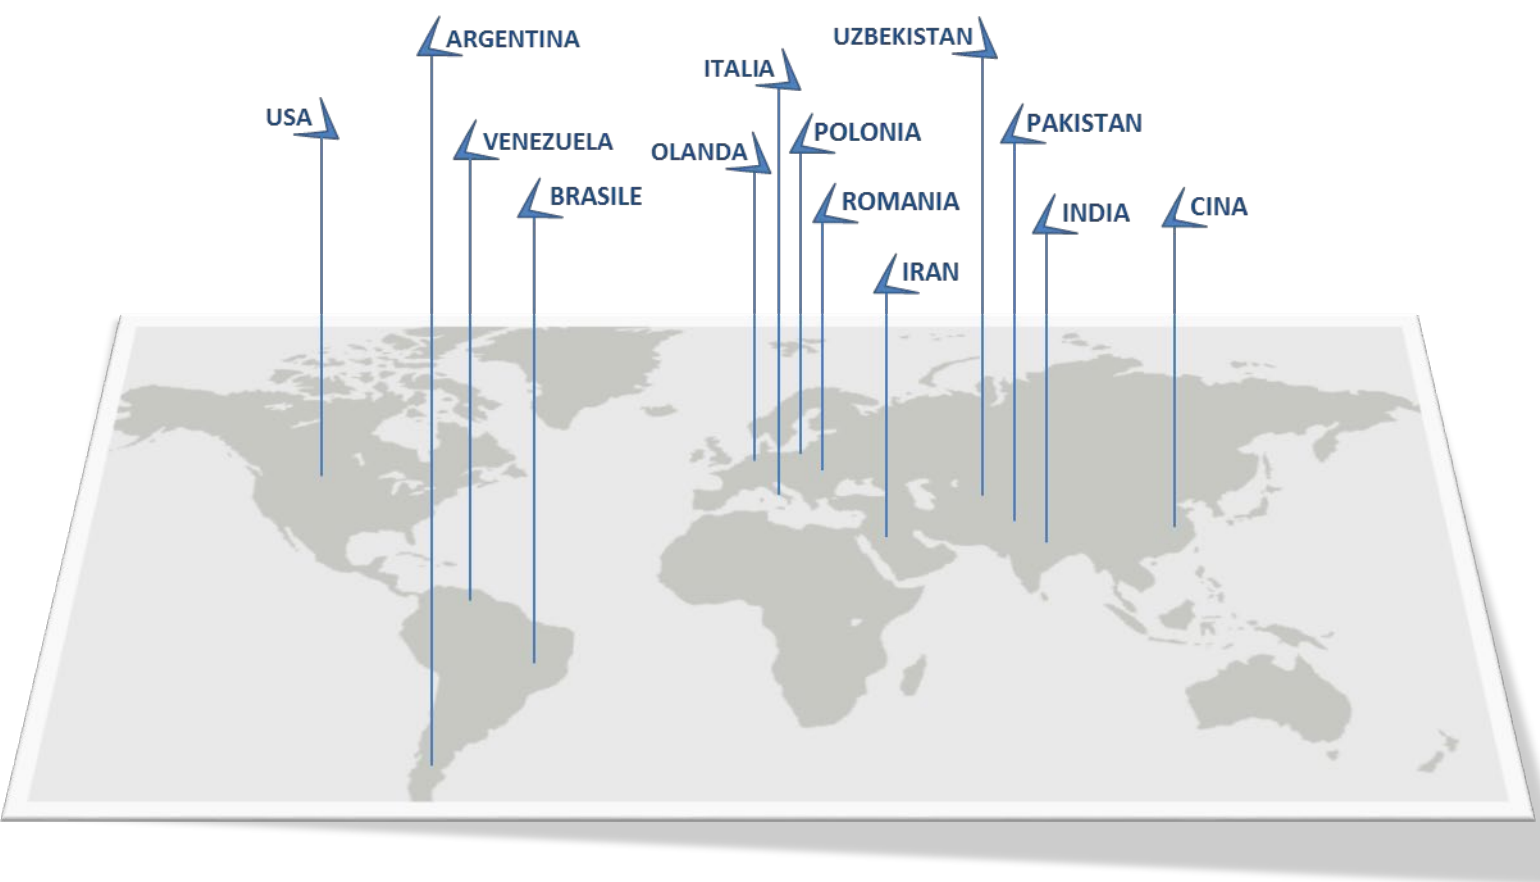 ARGENTINA
UZBEKISTAN
ITALIA
USA
PAKISTAN
POLONIA
VENEZUELA
OLANDA
BRASILE
ROMANIA
CINA
INDIA
IRAN